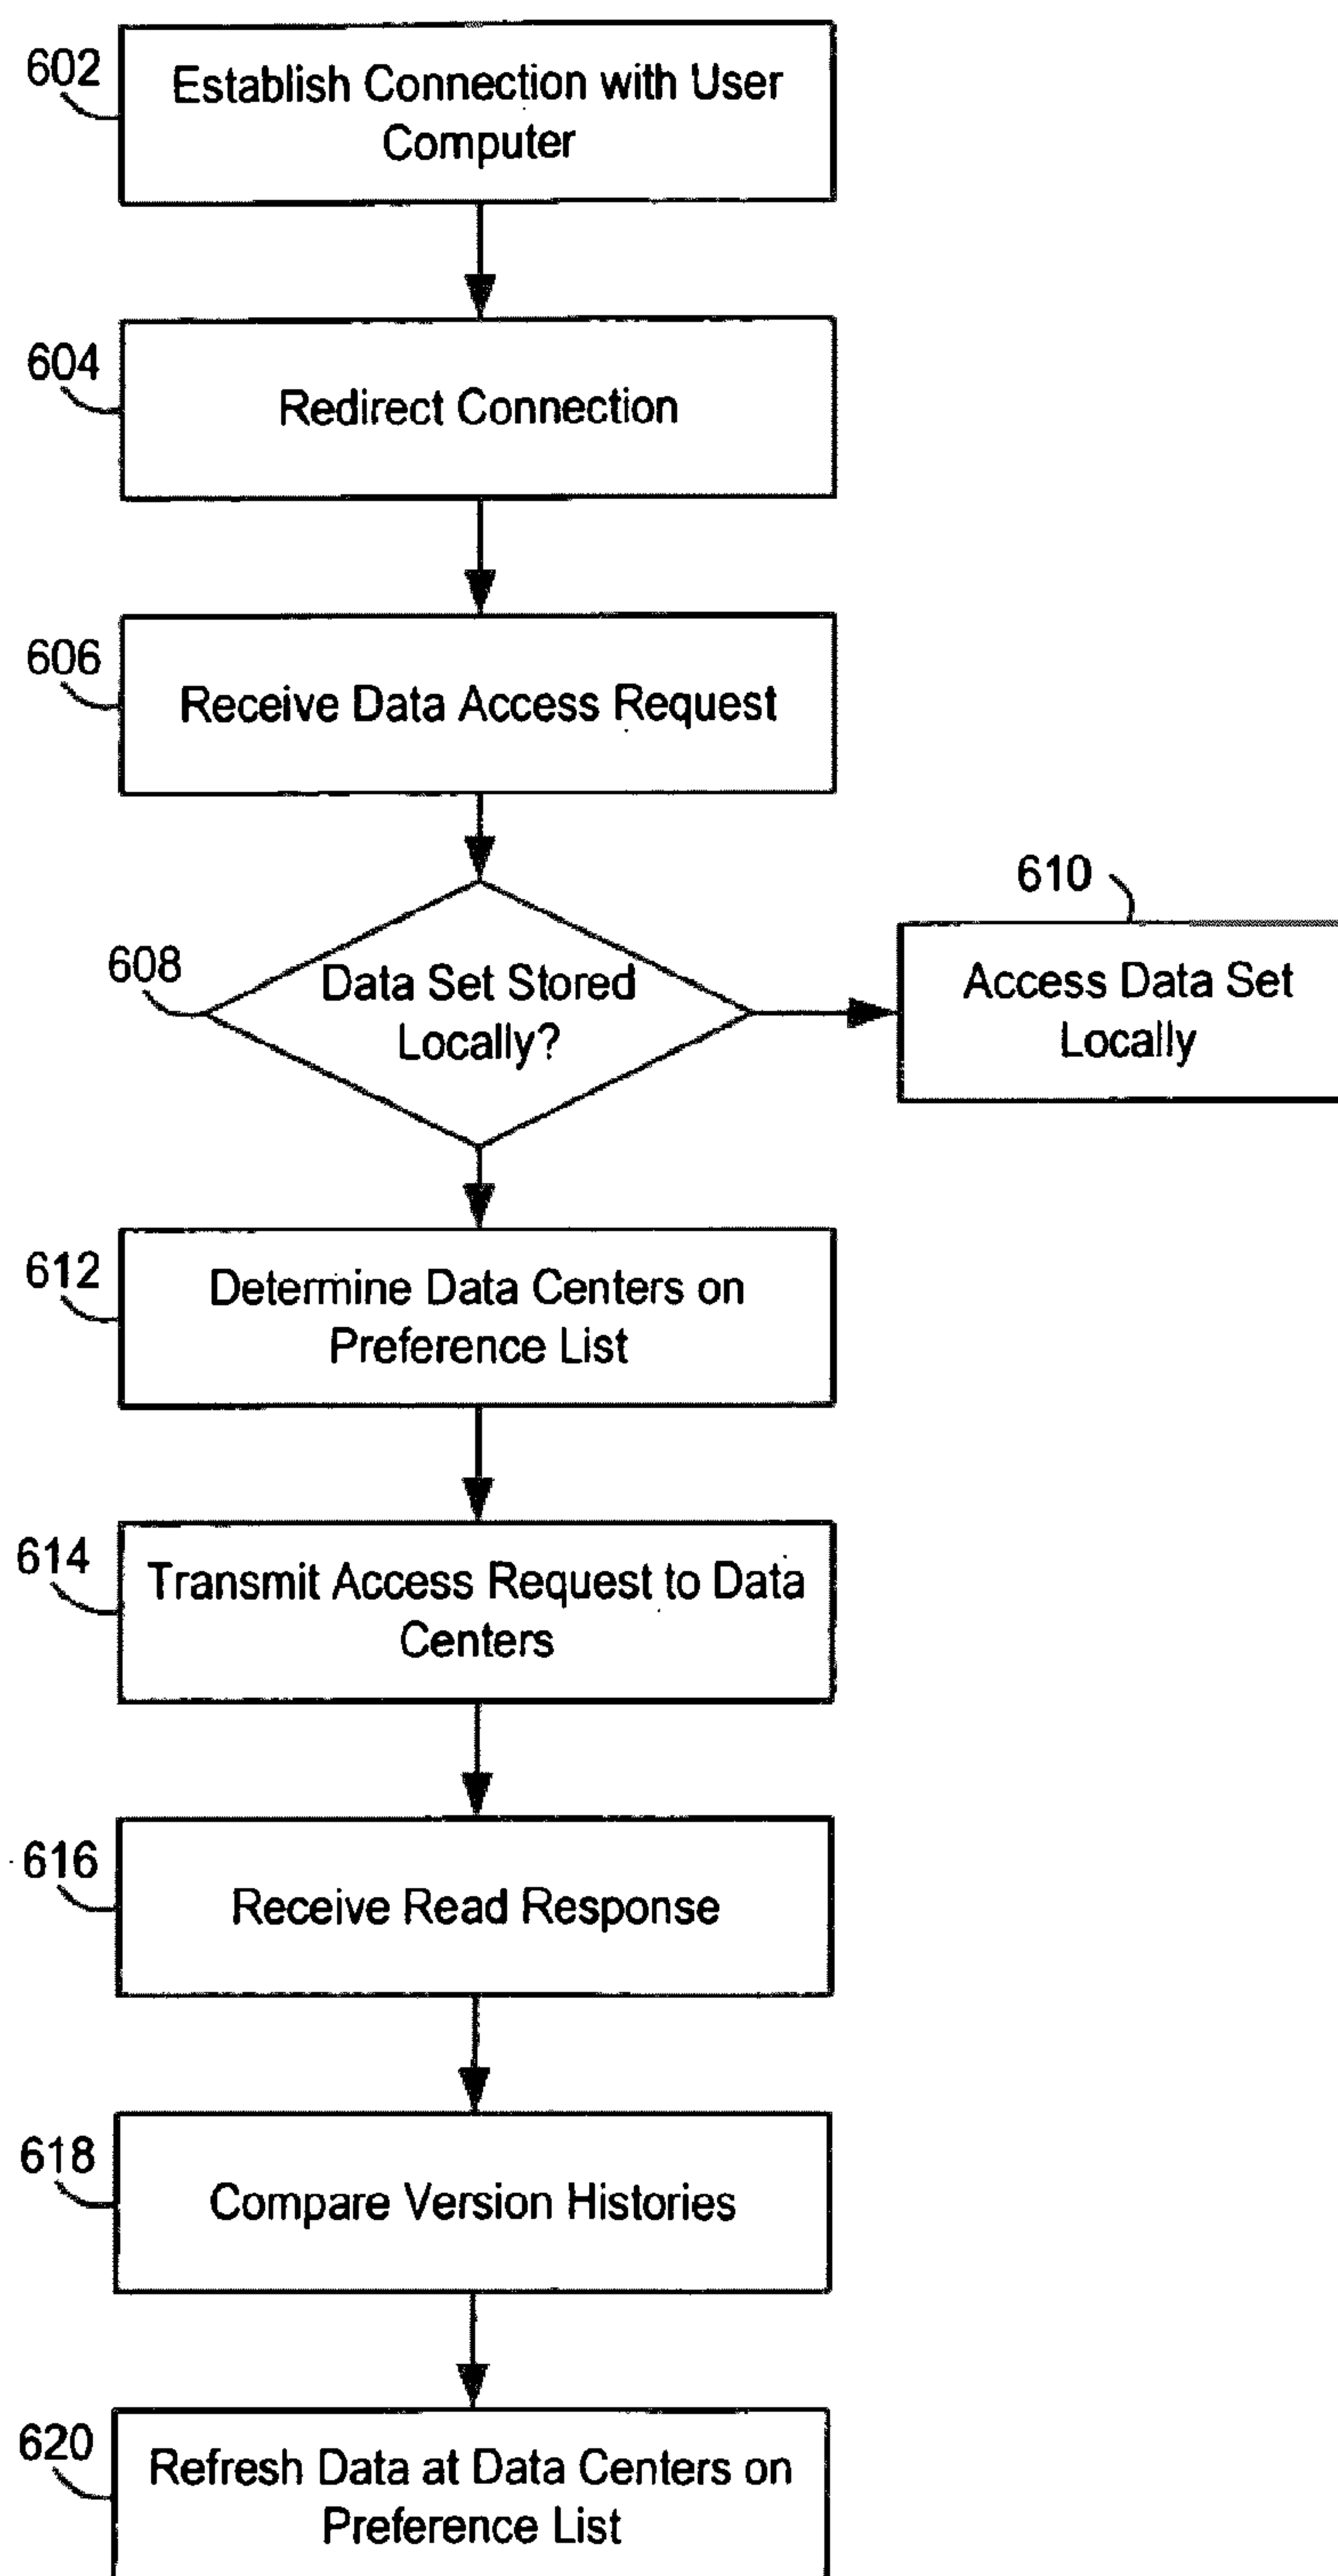 602
Establish Connection with User
Computer
604
Redirect Connection
606
Receive Data Access Request
608
Data Set Stored
Locally?
610
Access Data Set
Locally
612
Determine Data Centers on
Preference List
614
Transmit Access Request to Data
Centers
616
Receive Read Response
618
Compare Version Histories
620
Refresh Data at Data Centers on
Preference List